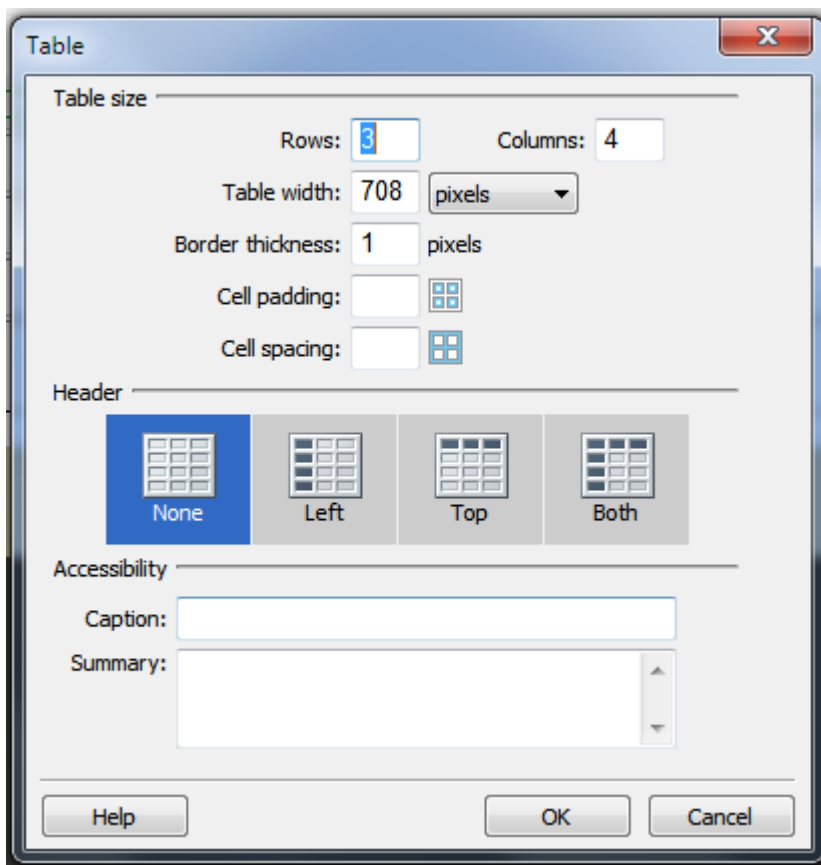 Table
Table size
Rows: 3 Columns: 4
Table width: 708 pixels
Border thickness: 1 pixels
Cell padding:
Cell spacing:
Header
None Left Top Both
Accessibility
Caption:
Summary:
Help OK Cancel